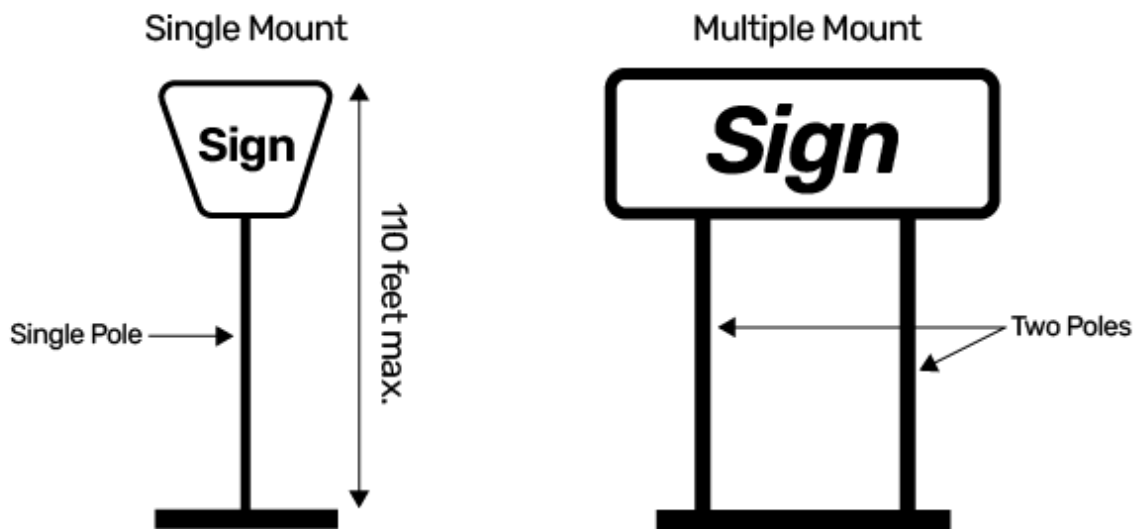 Single Mount
Multiple Mount
Sign
Sign
110 feet max.
Single Pole
Two Poles